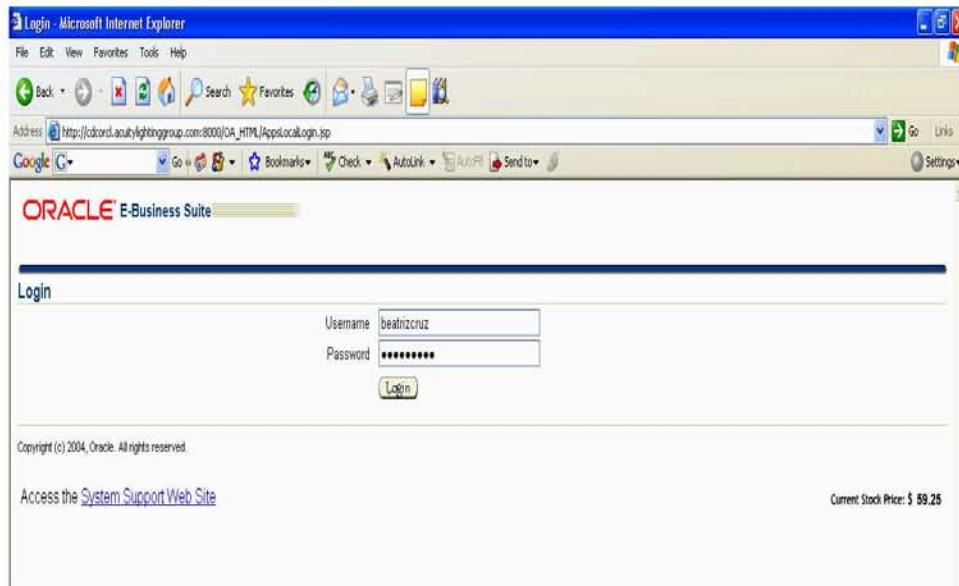 Login - Microsoft Internet Explorer
File Edit View Favorites Tools Help
Back Search Favorites
Address http://cdcorcl.acuitylightinggroup.com:8000/OA_HTML/AppsLocalLogin.jsp Go Links
Google G Go Bookmarks Check AutoLink AutoFill Send to Settings
ORACLE E-Business Suite
Login
Username beatrizcruz
Password •••••••••
Login
Copyright (c) 2004, Oracle. All rights reserved.
Access the System Support Web Site
Current Stock Price: $ 59.25